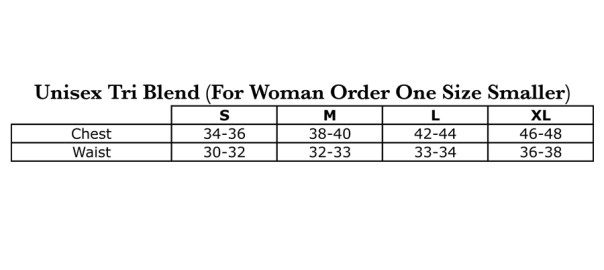 Unisex Tri Blend (For Woman Order One Size Smaller)
S M L XL
Chest 34-36 38-40 42-44 46-48
Waist 30-32 32-33 33-34 36-38